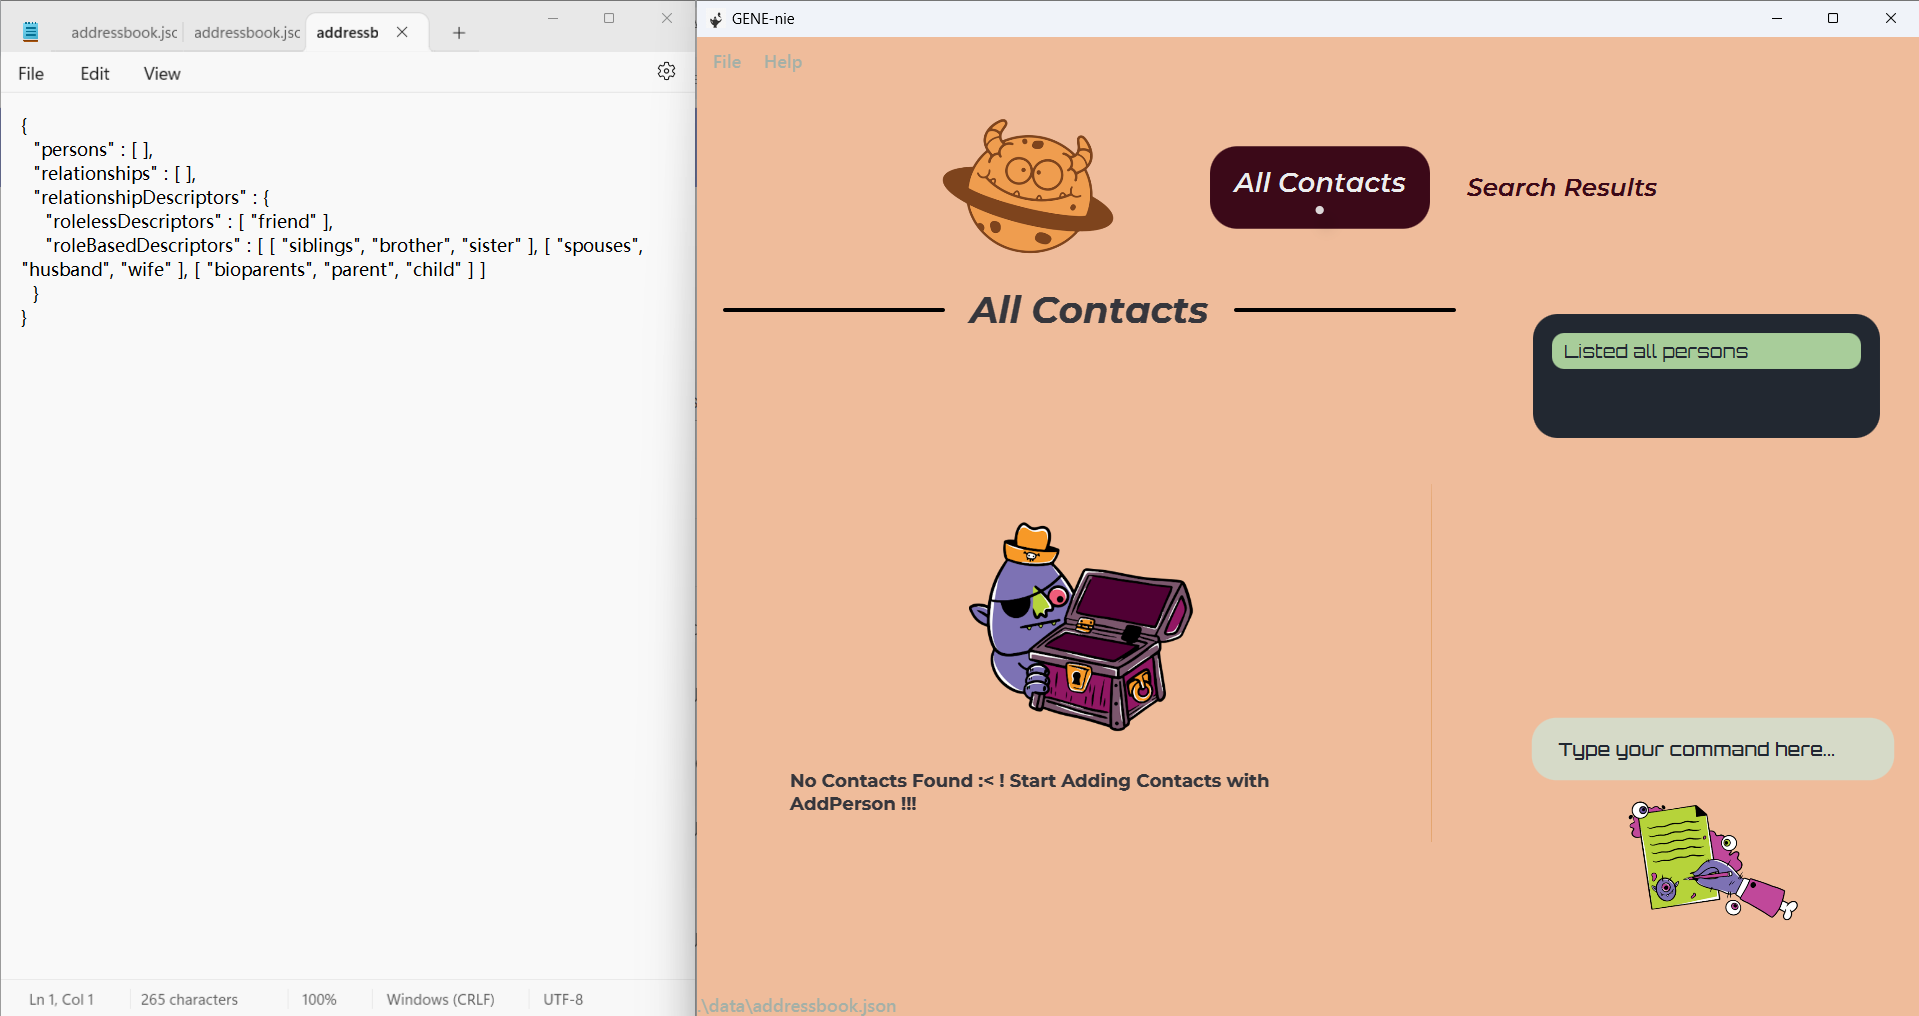 addressbook.jsc addressbook.jsc addressb
File Edit View
{
"persons" : [ ],
"relationships" : [ ],
"relationshipDescriptors" : {
"rolelessDescriptors" : [ "friend" ],
"roleBasedDescriptors" : [ [ "siblings", "brother", "sister" ], [ "spouses",
"husband", "wife" ], [ "bioparents", "parent", "child" ] ]
}
}
Ln 1, Col 1 265 characters 100% Windows (CRLF) UTF-8
GENE-nie
File Help
All Contacts Search Results
All Contacts
Listed all persons
No Contacts Found :< ! Start Adding Contacts with
AddPerson !!!
Type your command here...
.\data\addressbook.json